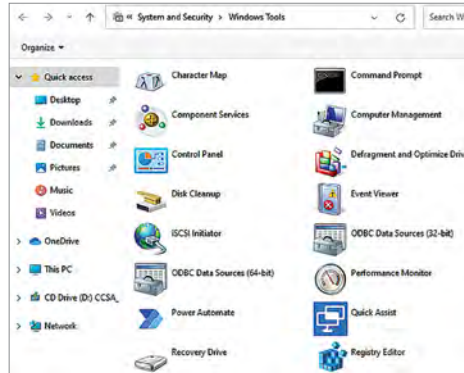 « System and Security › Windows Tools
Search W
Organize
Quick access
Desktop
Downloads
Documents
Pictures
Music
Videos
OneDrive
This PC
CD Drive (D:) CCSA_
Network
Character Map
Command Prompt
Component Services
Computer Management
Control Panel
Defragment and Optimize Driv
Disk Cleanup
Event Viewer
iSCSI Initiator
ODBC Data Sources (32-bit)
ODBC Data Sources (64-bit)
Performance Monitor
Power Automate
Quick Assist
Recovery Drive
Registry Editor